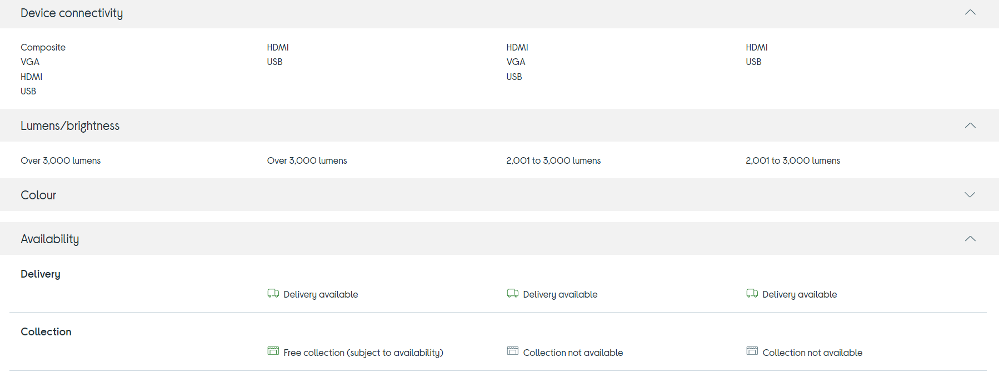 Device connectivity
Composite HDMI HDMI HDMI
VGA USB VGA USB
HDMI USB
USB
Lumens/brightness
Over 3,000 lumens Over 3,000 lumens 2,001 to 3,000 lumens 2,001 to 3,000 lumens
Colour
Availability
Delivery
Delivery available Delivery available Delivery available
Collection
Free collection (subject to availability) Collection not available Collection not available